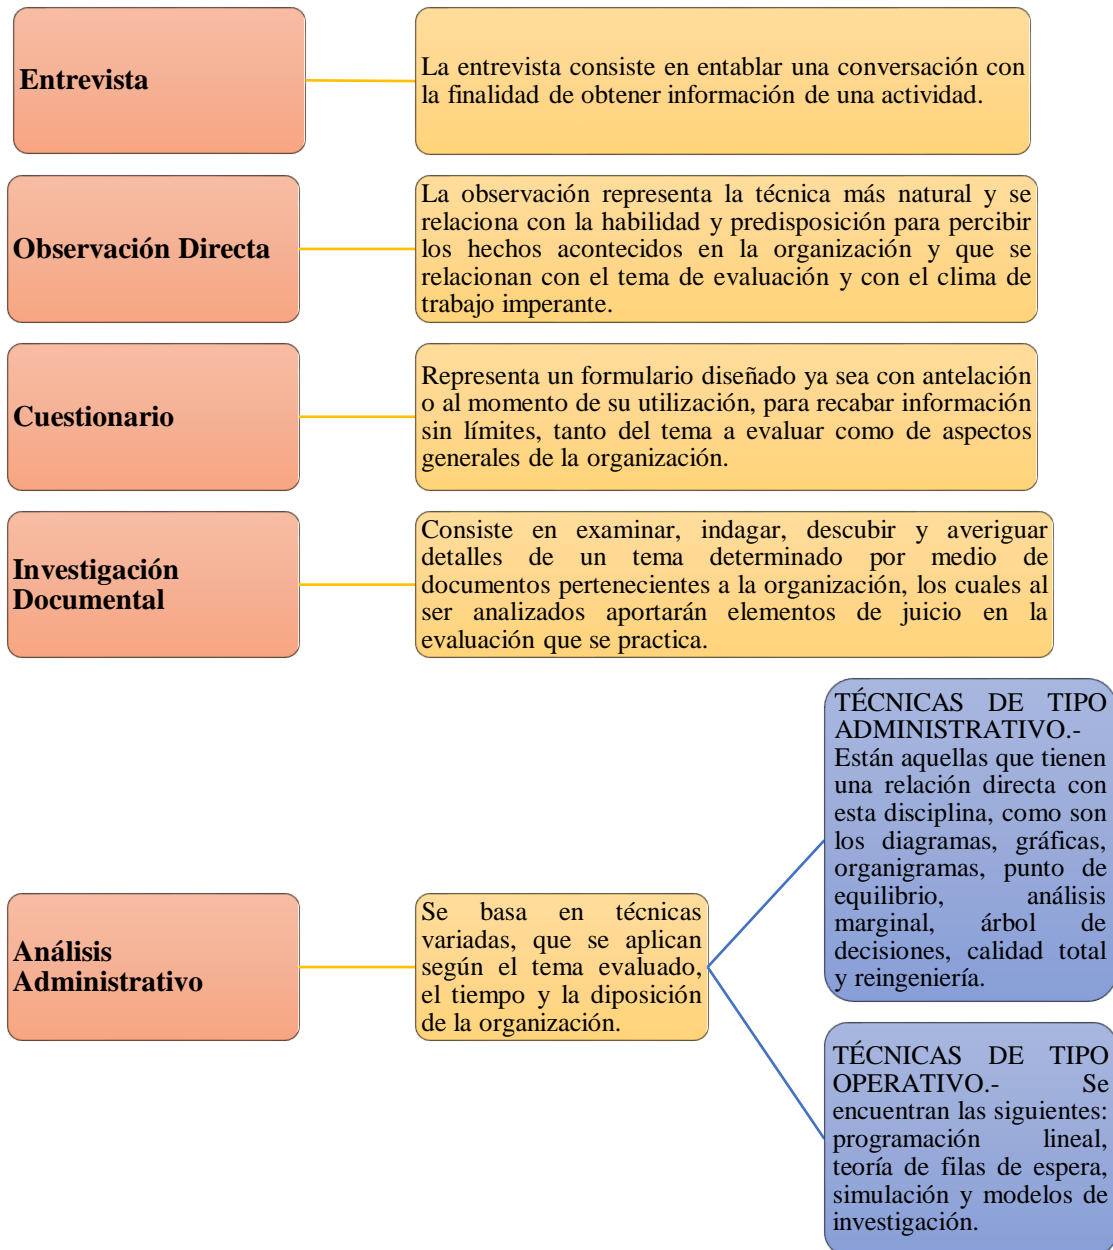 Entrevista
La entrevista consiste en entablar una conversación con
la finalidad de obtener información de una actividad.
Observación Directa
La observación representa la técnica más natural y se
relaciona con la habilidad y predisposición para percibir
los hechos acontecidos en la organización y que se
relacionan con el tema de evaluación y con el clima de
trabajo imperante.
Cuestionario
Representa un formulario diseñado ya sea con antelación
o al momento de su utilización, para recabar información
sin límites, tanto del tema a evaluar como de aspectos
generales de la organización.
Investigación
Documental
Consiste en examinar, indagar, descubir y averiguar
detalles de un tema determinado por medio de
documentos pertenecientes a la organización, los cuales al
ser analizados aportarán elementos de juicio en la
evaluación que se practica.
Análisis
Administrativo
Se basa en técnicas
variadas, que se aplican
según el tema evaluado,
el tiempo y la diposición
de la organización.
TÉCNICAS DE TIPO
ADMINISTRATIVO.-
Están aquellas que tienen
una relación directa con
esta disciplina, como son
los diagramas, gráficas,
organigramas, punto de
equilibrio, análisis
marginal, árbol de
decisiones, calidad total
y reingeniería.
TÉCNICAS DE TIPO
OPERATIVO.- Se
encuentran las siguientes:
programación lineal,
teoría de filas de espera,
simulación y modelos de
investigación.